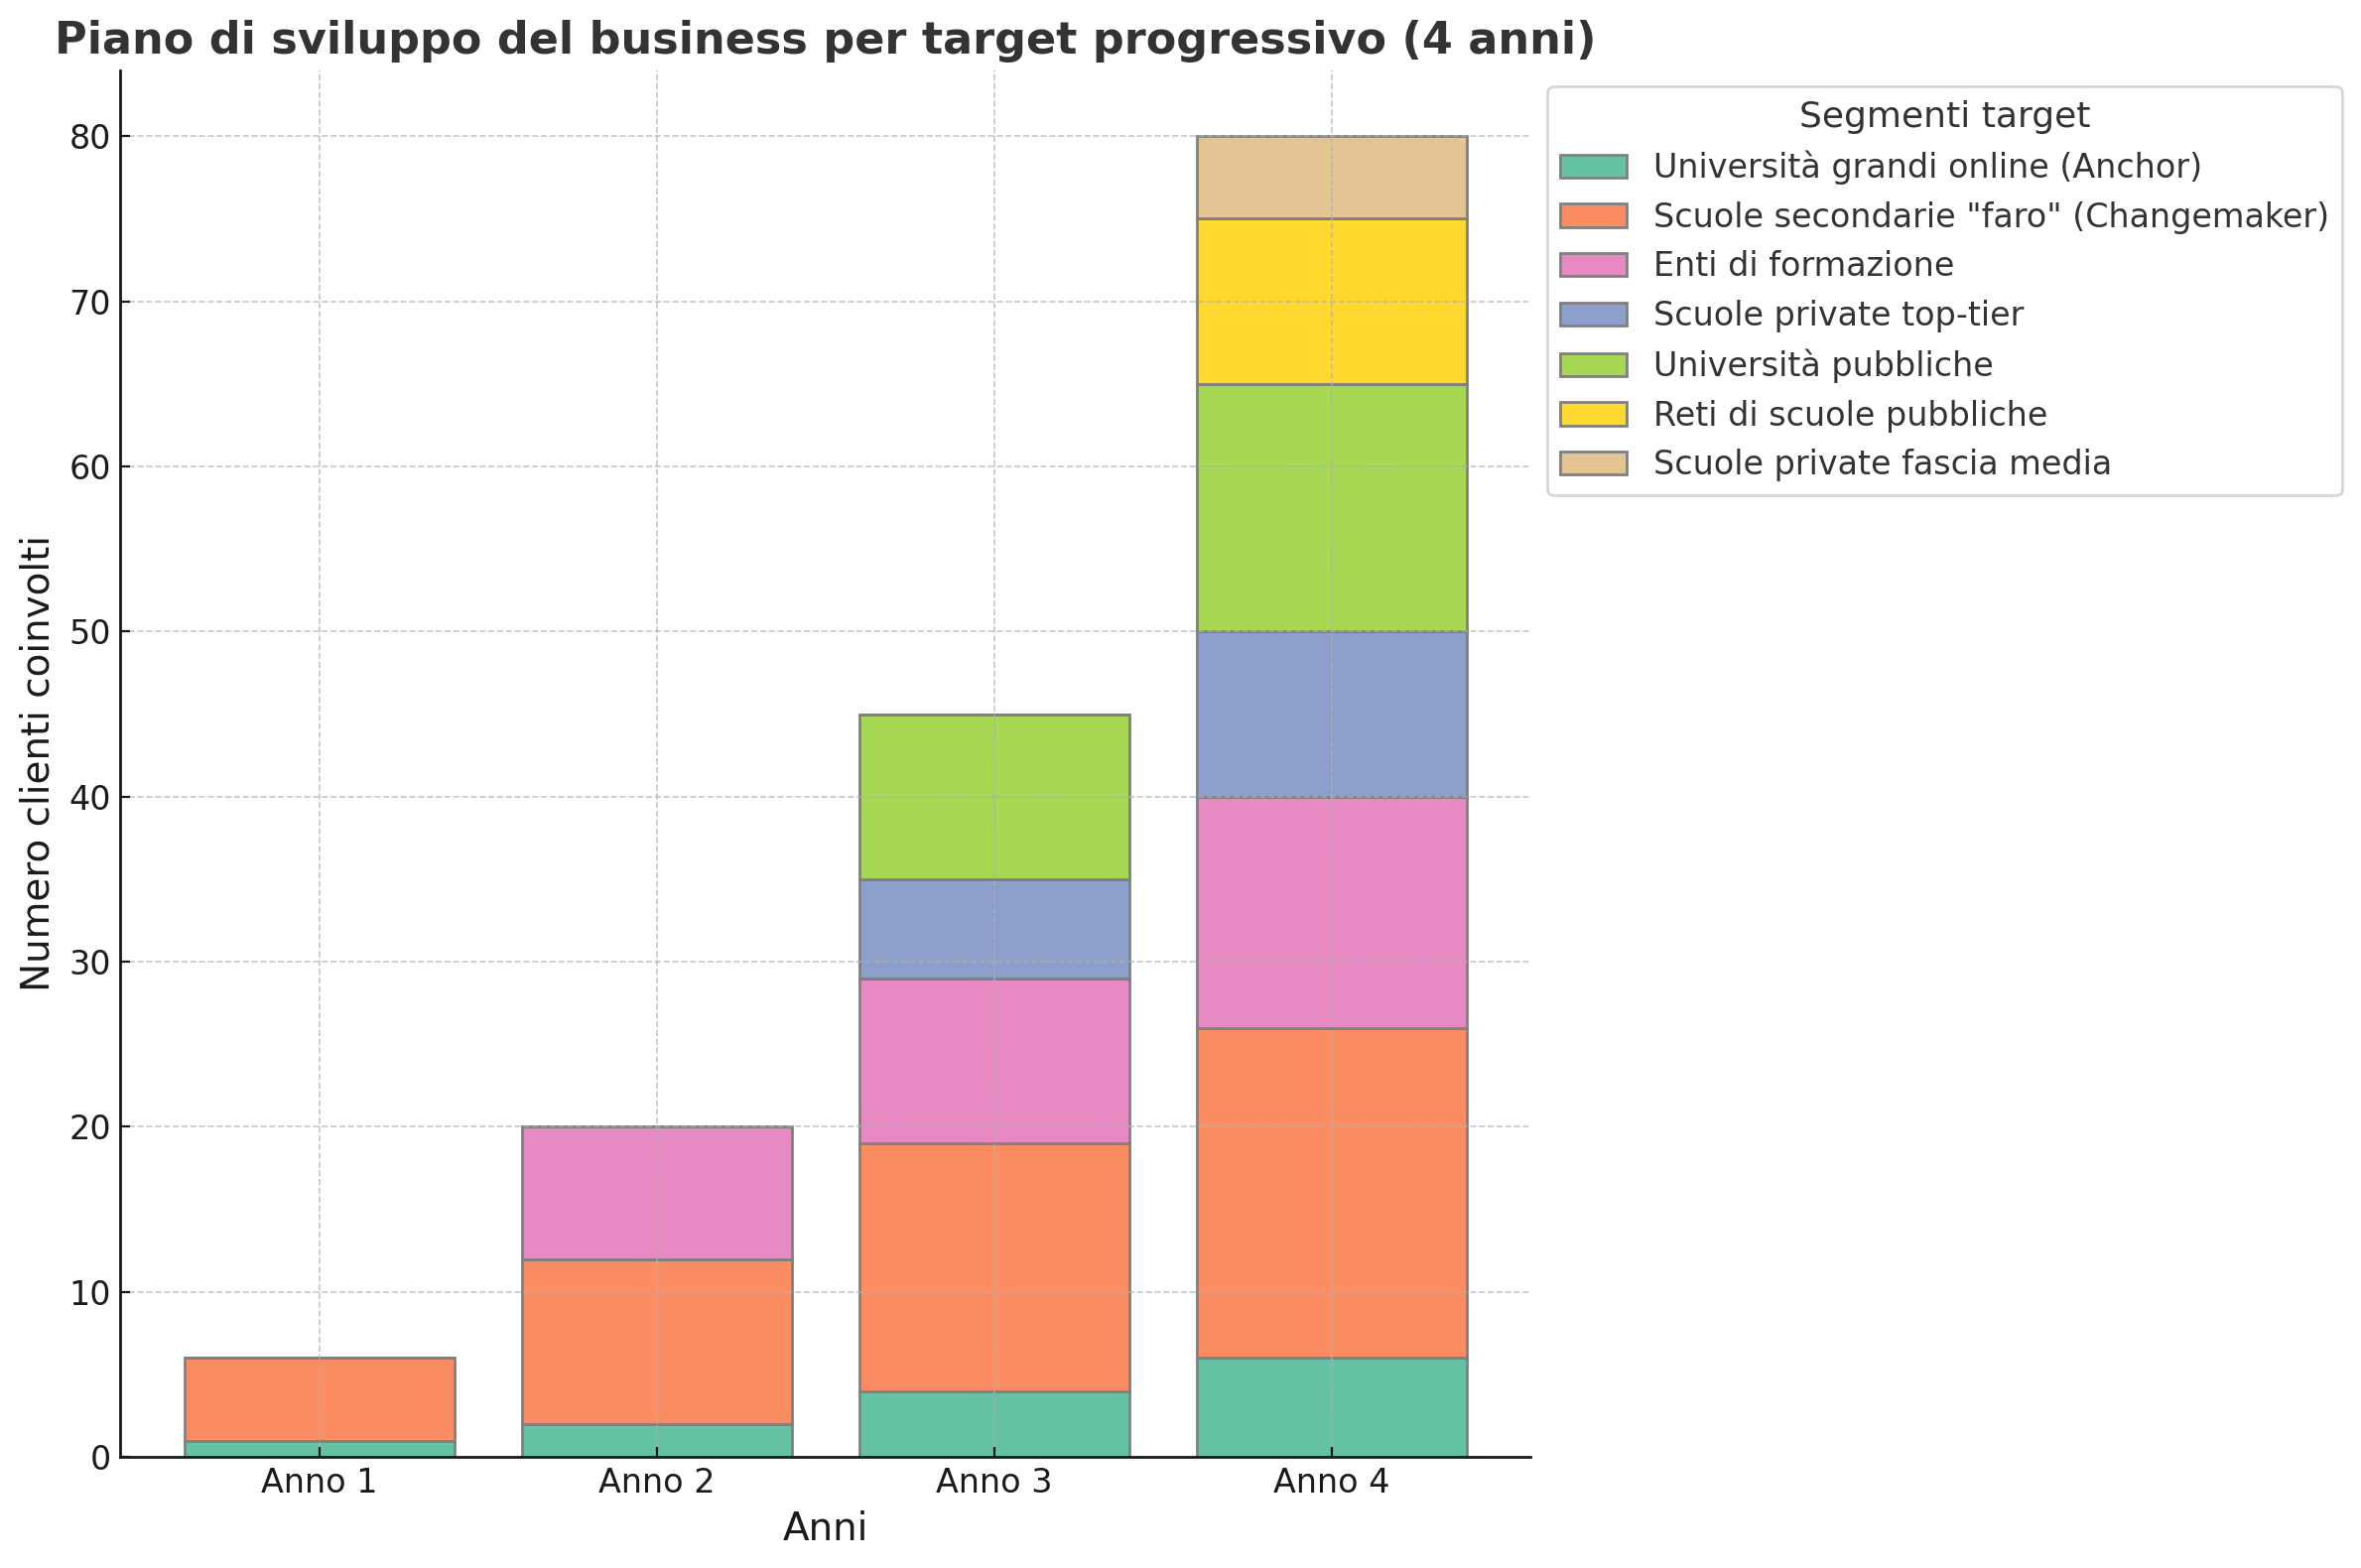 Piano di sviluppo del business per target progressivo (4 anni)
Numero clienti coinvolti
80
70
60
50
40
30
20
10
0
Anno 1
Anno 2
Anno 3
Anno 4
Anni
Segmenti target
Università grandi online (Anchor)
Scuole secondarie "faro" (Changemaker)
Enti di formazione
Scuole private top-tier
Università pubbliche
Reti di scuole pubbliche
Scuole private fascia media